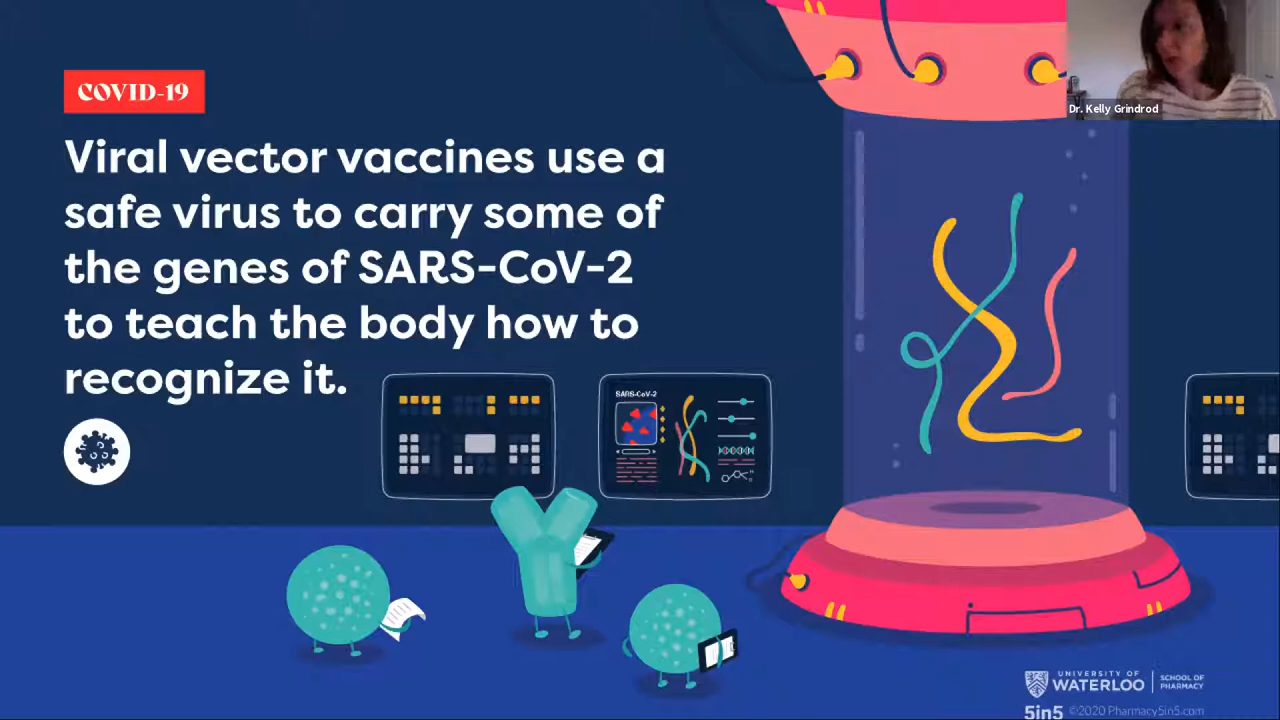 COVID-19
Viral vector vaccines use a
safe virus to carry some of
the genes of SARS-CoV-2
to teach the body how to
recognize it.
Dr. Kelly Grindrod
SARS-CoV-2
UNIVERSITY OF
WATERLOO
SCHOOL OF
PHARMACY
5in5 ©2020 Pharmacy5in5.com